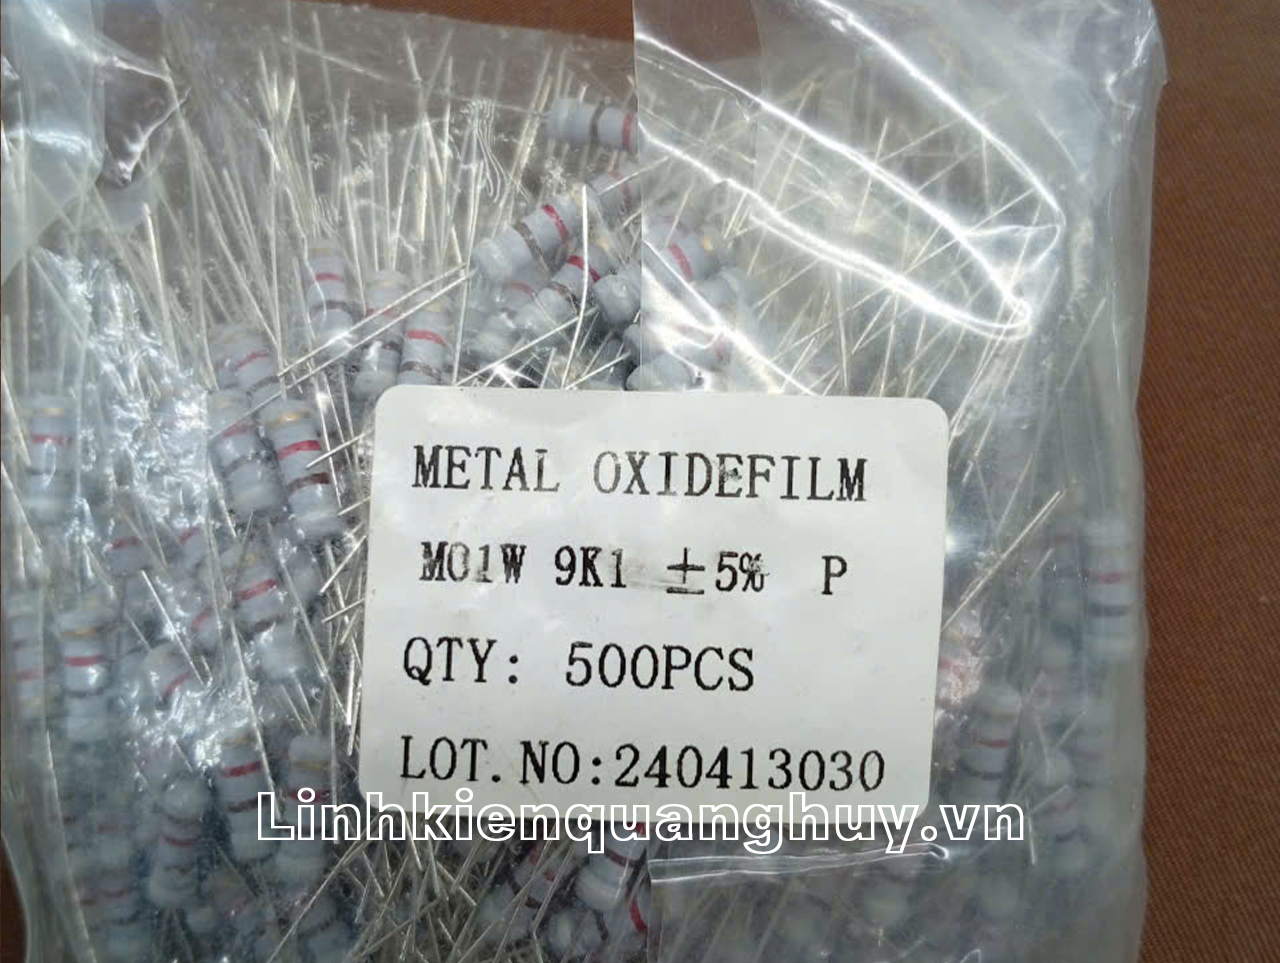 METAL OXIDEFILM
MO1W 9K1 ±5% P
QTY: 500PCS
LOT.NO:240413030
Linhkienquanghuy.vn